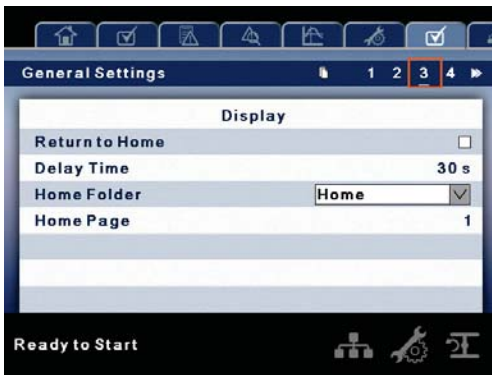 General Settings 1 2 3 4
Display
Return to Home
Delay Time 30 s
Home Folder Home
Home Page 1
Ready to Start